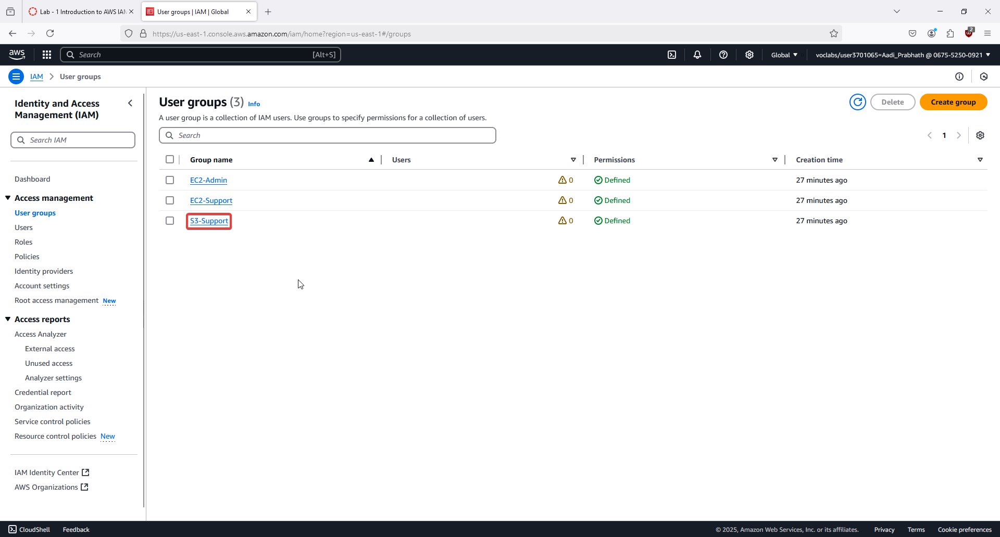 Lab - 1 Introduction to AWS IAM
User groups | IAM | Global
https://us-east-1.console.aws.amazon.com/iam/home?region=us-east-1#/groups
2
aws
Search
[Alt+S]
Global
voclabs/user3701065=Aadi_Prabhath @ 0675-5250-0921
IAM
User groups
Identity and Access
Management (IAM)
Search IAM
Dashboard
Access management
User groups
Users
Roles
Policies
Identity providers
Account settings
Root access management New
Access reports
Access Analyzer
External access
Unused access
Analyzer settings
Credential report
Organization activity
Service control policies
Resource control policies New
IAM Identity Center
AWS Organizations
User groups (3) Info
A user group is a collection of IAM users. Use groups to specify permissions for a collection of users.
Delete
Create group
Search
1
Group name Users Permissions Creation time
EC2-Admin 0 Defined 27 minutes ago
EC2-Support 0 Defined 27 minutes ago
S3-Support 0 Defined 27 minutes ago
CloudShell Feedback
© 2025, Amazon Web Services, Inc. or its affiliates. Privacy Terms Cookie preferences